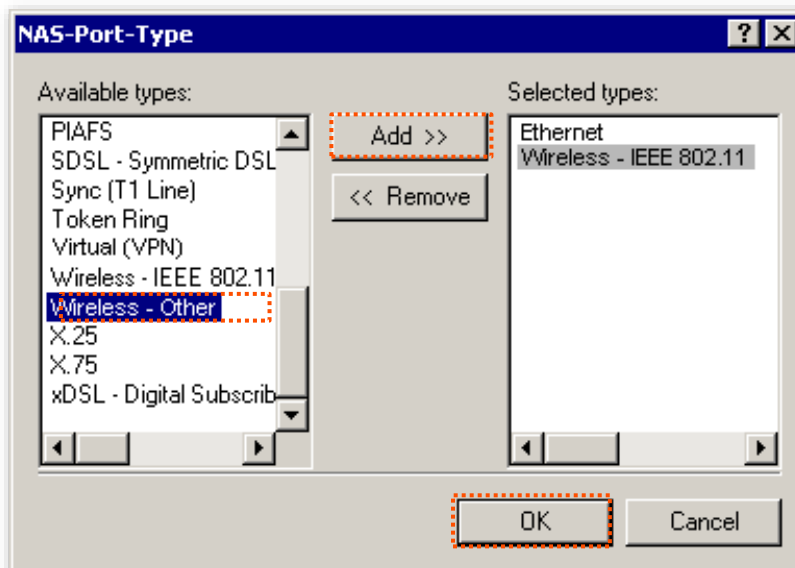 NAS-Port-Type
Available types:
Selected types:
PIAFS
SDSL - Symmetric DSL
Sync (T1 Line)
Token Ring
Virtual (VPN)
Wireless - IEEE 802.11
Wireless - Other
X.25
X.75
xDSL - Digital Subscrib
Add >>
<< Remove
Ethernet
Wireless - IEEE 802.11
OK
Cancel